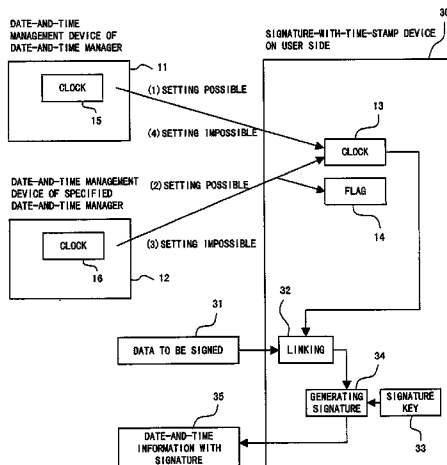 DATE-AND-TIME
MANAGEMENT DEVICE OF
DATE-AND-TIME MANAGER
SIGNATURE-WITH-TIME-STAMP DEVICE
ON USER SIDE
30
11
CLOCK
15
(1) SETTING POSSIBLE
(4) SETTING IMPOSSIBLE
13
CLOCK
DATE-AND-TIME MANAGEMENT
DEVICE OF SPECIFIED
DATE-AND-TIME MANAGER
(2) SETTING POSSIBLE
FLAG
14
CLOCK
16
(3) SETTING IMPOSSIBLE
12
31
32
DATA TO BE SIGNED
LINKING
34
GENERATING
SIGNATURE
SIGNATURE
KEY
33
35
DATE-AND-TIME
INFORMATION WITH
SIGNATURE